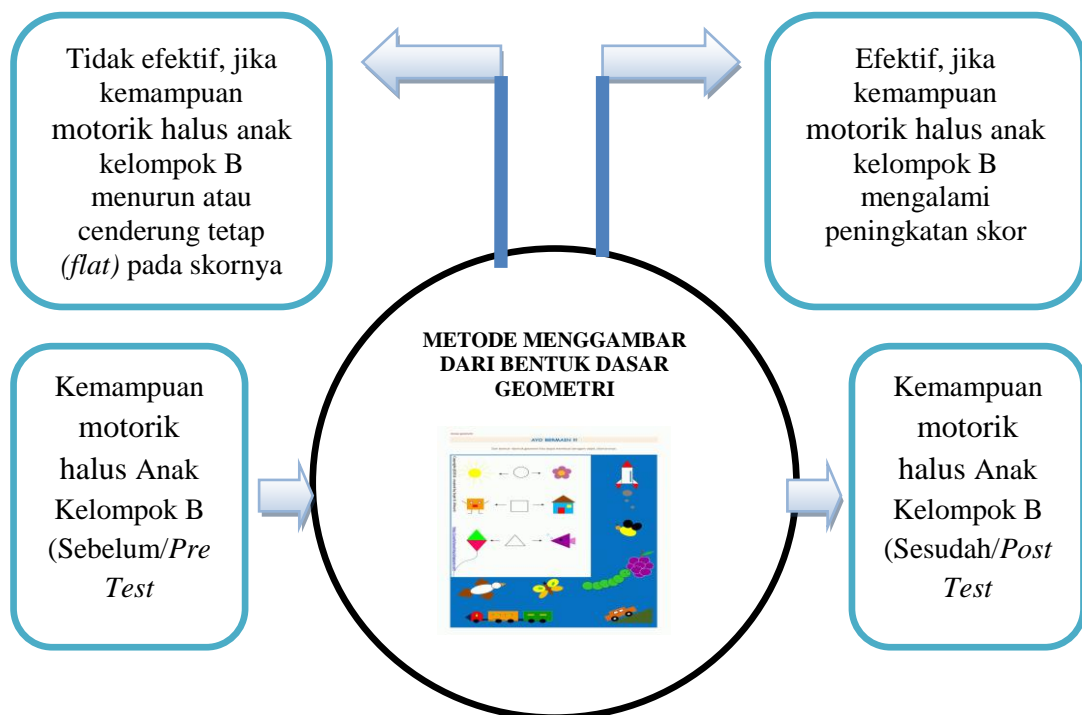 Tidak efektif, jika
kemampuan
motorik halus anak
kelompok B
menurun atau
cenderung tetap
(flat) pada skornya
Efektif, jika
kemampuan
motorik halus anak
kelompok B
mengalami
peningkatan skor
Kemampuan
motorik
halus Anak
Kelompok B
(Sebelum/Pre
Test
METODE MENGGAMBAR
DARI BENTUK DASAR
GEOMETRI
AYO BERMAIN !!!
Kemampuan
motorik
halus Anak
Kelompok B
(Sesudah/Post
Test